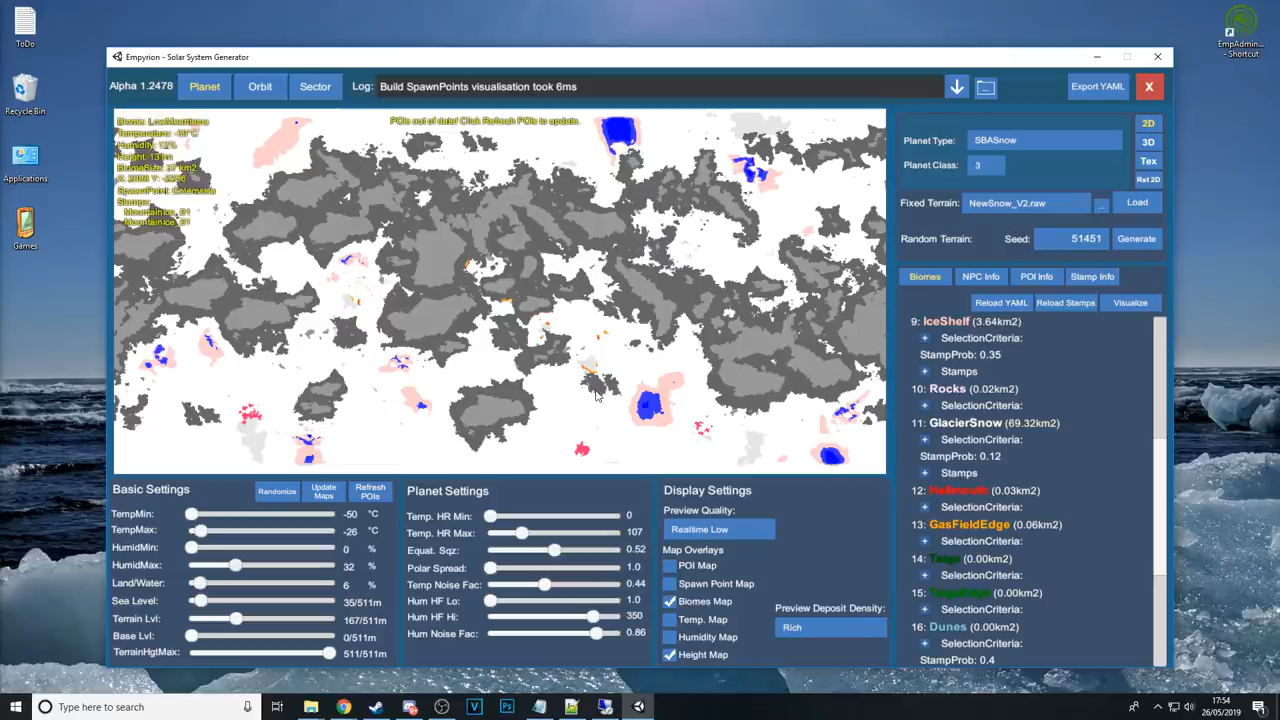 ToDo
Recycle Bin
Applications
Games
EmpAdmin...
- Shortcut
Empyrion - Solar System Generator
Alpha 1.2478
Planet
Orbit
Sector
Log:
Build SpawnPoints visualisation took 6ms
...
Export YAML
X
Biome: LowMountains
Humidity: 12%
Height: 131m
POIs out of date! Click Refresh POIs to update.
Planet Type:
SBASnow
Planet Class:
3
2D
3D
Tex
Rst 2D
Fixed Terrain:
NewSnow_V2.raw
...
Load
Random Terrain:
Seed:
51451
Generate
Biomes
NPC Info
POI Info
Stamp Info
Reload YAML
Reload Stamps
Visualize
9: IceShelf (3.64km2)
+ SelectionCriteria:
StampProb: 0.35
+ Stamps
10: Rocks (0.02km2)
+ SelectionCriteria:
11: GlacierSnow (69.32km2)
+ SelectionCriteria:
StampProb: 0.12
+ Stamps
12: Hellmouth (0.03km2)
+ SelectionCriteria:
13: GasFieldEdge (0.06km2)
+ SelectionCriteria:
14: Taiga (0.00km2)
+ SelectionCriteria:
15: TaigaEdge (0.00km2)
+ SelectionCriteria:
16: Dunes (0.00km2)
+ SelectionCriteria:
StampProb: 0.4
Basic Settings
Randomize
Update Maps
Refresh POIs
TempMin: -50 °C
TempMax: -26 °C
HumidMin: 0 %
HumidMax: 32 %
Land/Water: 6 %
Sea Level: 35/511m
Terrain Lvl: 167/511m
Base Lvl: 0/511m
TerrainHgtMax: 511/511m
Planet Settings
Temp. HR Min: 0
Temp. HR Max: 107
Equat. Sqz: 0.52
Polar Spread: 1.0
Temp Noise Fac: 0.44
Hum HF Lo: 1.0
Hum HF Hi: 350
Hum Noise Fac: 0.86
Display Settings
Preview Quality:
Realtime Low
Map Overlays
POI Map
Spawn Point Map
Biomes Map
Temp. Map
Humidity Map
Height Map
Preview Deposit Density:
Rich
Type here to search
17:54
26/05/2019